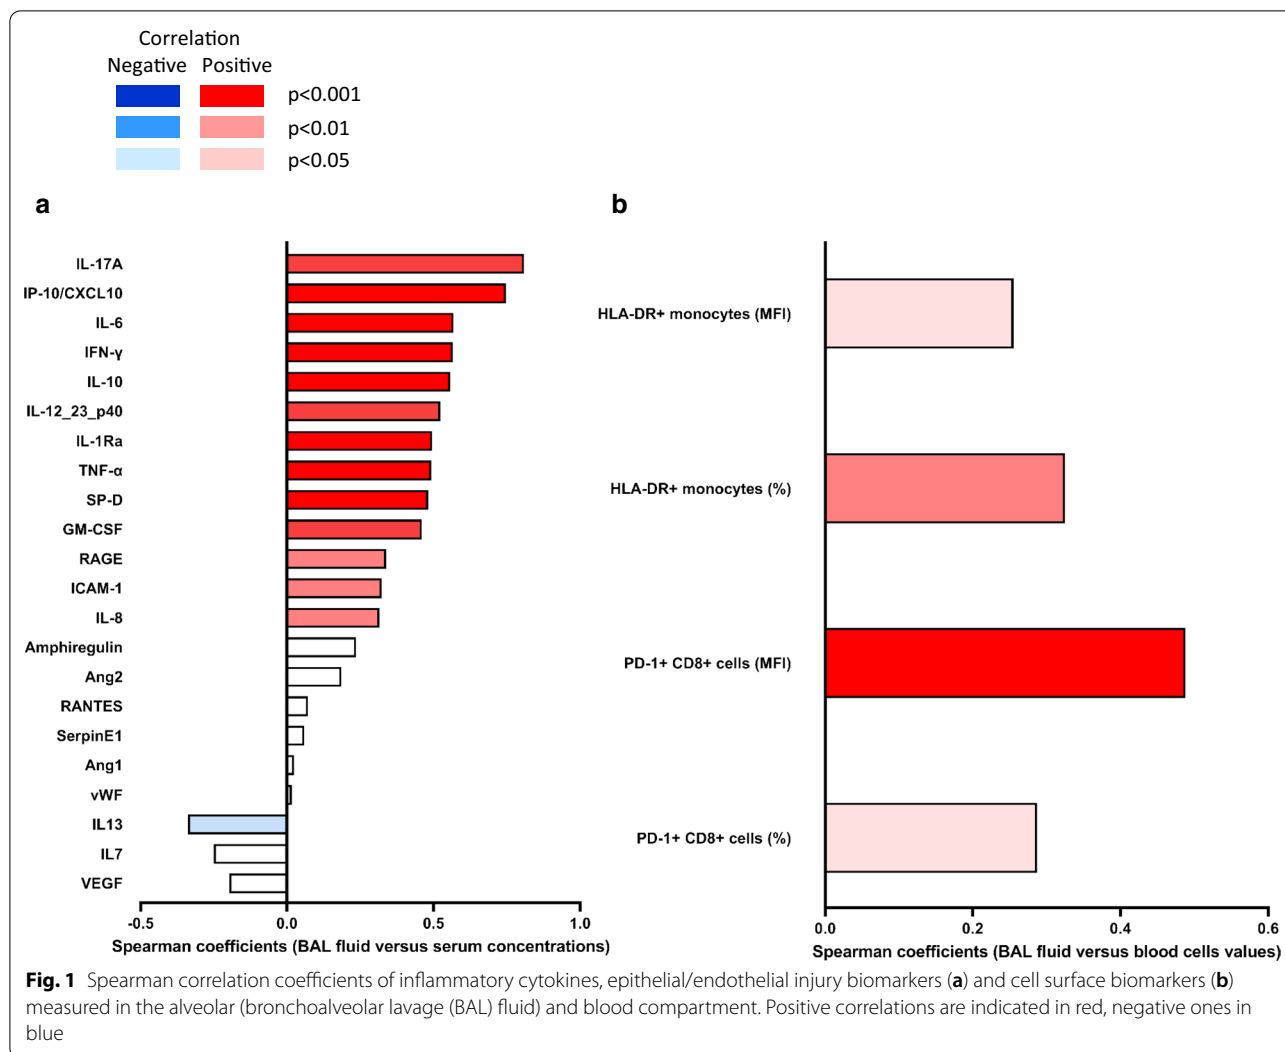 Correlation
Negative Positive
p<0.001
p<0.01
p<0.05
a
IL-17A
IP-10/CXCL10
IL-6
IFN-γ
IL-10
IL-12_23_p40
IL-1Ra
TNF-α
SP-D
GM-CSF
RAGE
ICAM-1
IL-8
Amphiregulin
Ang2
RANTES
SerpinE1
Ang1
vWF
IL13
IL7
VEGF
-0.5 0.0 0.5 1.0
Spearman coefficients (BAL fluid versus serum concentrations)
b
HLA-DR+ monocytes (MFI)
HLA-DR+ monocytes (%)
PD-1+ CD8+ cells (MFI)
PD-1+ CD8+ cells (%)
0.0 0.2 0.4 0.6
Spearman coefficients (BAL fluid versus blood cells values)
Fig. 1 Spearman correlation coefficients of inflammatory cytokines, epithelial/endothelial injury biomarkers (a) and cell surface biomarkers (b)
measured in the alveolar (bronchoalveolar lavage (BAL) fluid) and blood compartment. Positive correlations are indicated in red, negative ones in
blue